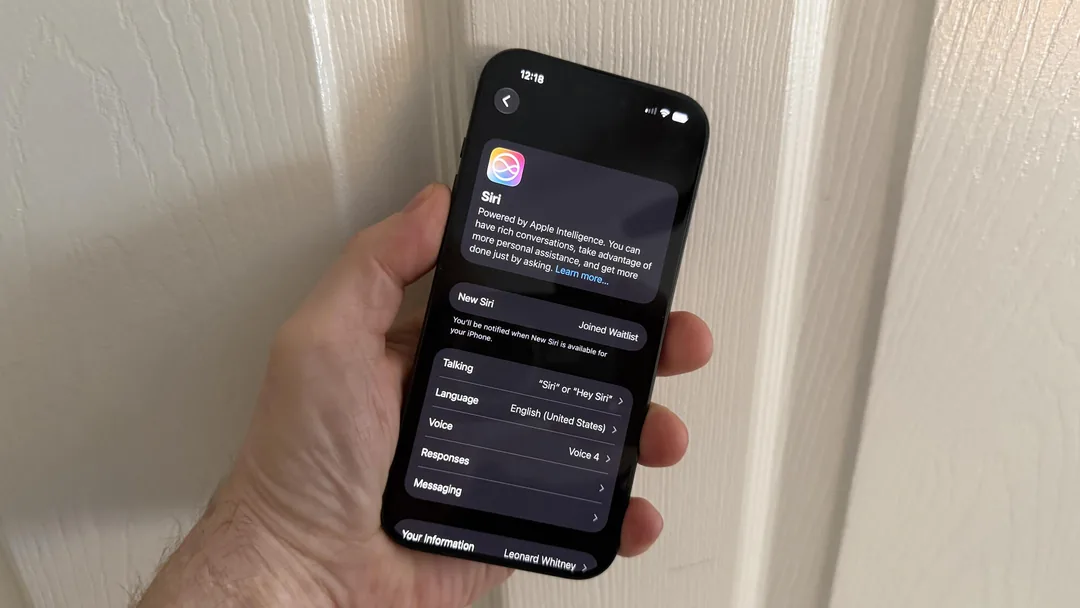 12:18
Siri
Powered by Apple Intelligence. You can
have rich conversations, take advantage of
more personal assistance, and get more
done just by asking. Learn more...
New Siri
Joined Waitlist
You'll be notified when New Siri is available for
your iPhone.
Talking
"Siri" or "Hey Siri"
Language
English (United States)
Voice
Voice 4
Responses
Messaging
Your Information
Leonard Whitney